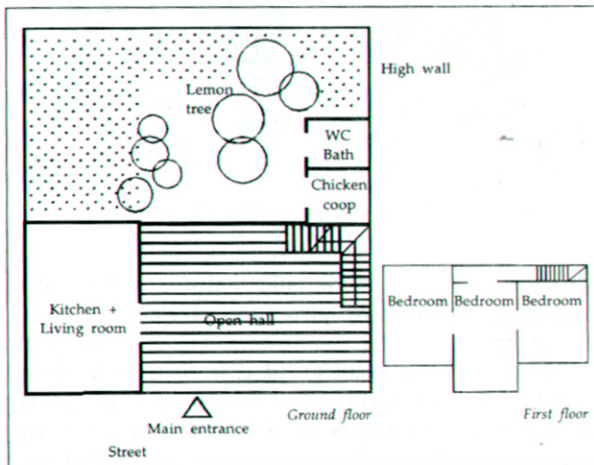 High wall
Lemon
tree
WC
Bath
Chicken
coop
Kitchen +
Living room
Open hall
Bedroom
Bedroom
Bedroom
Main entrance
Ground floor
First floor
Street